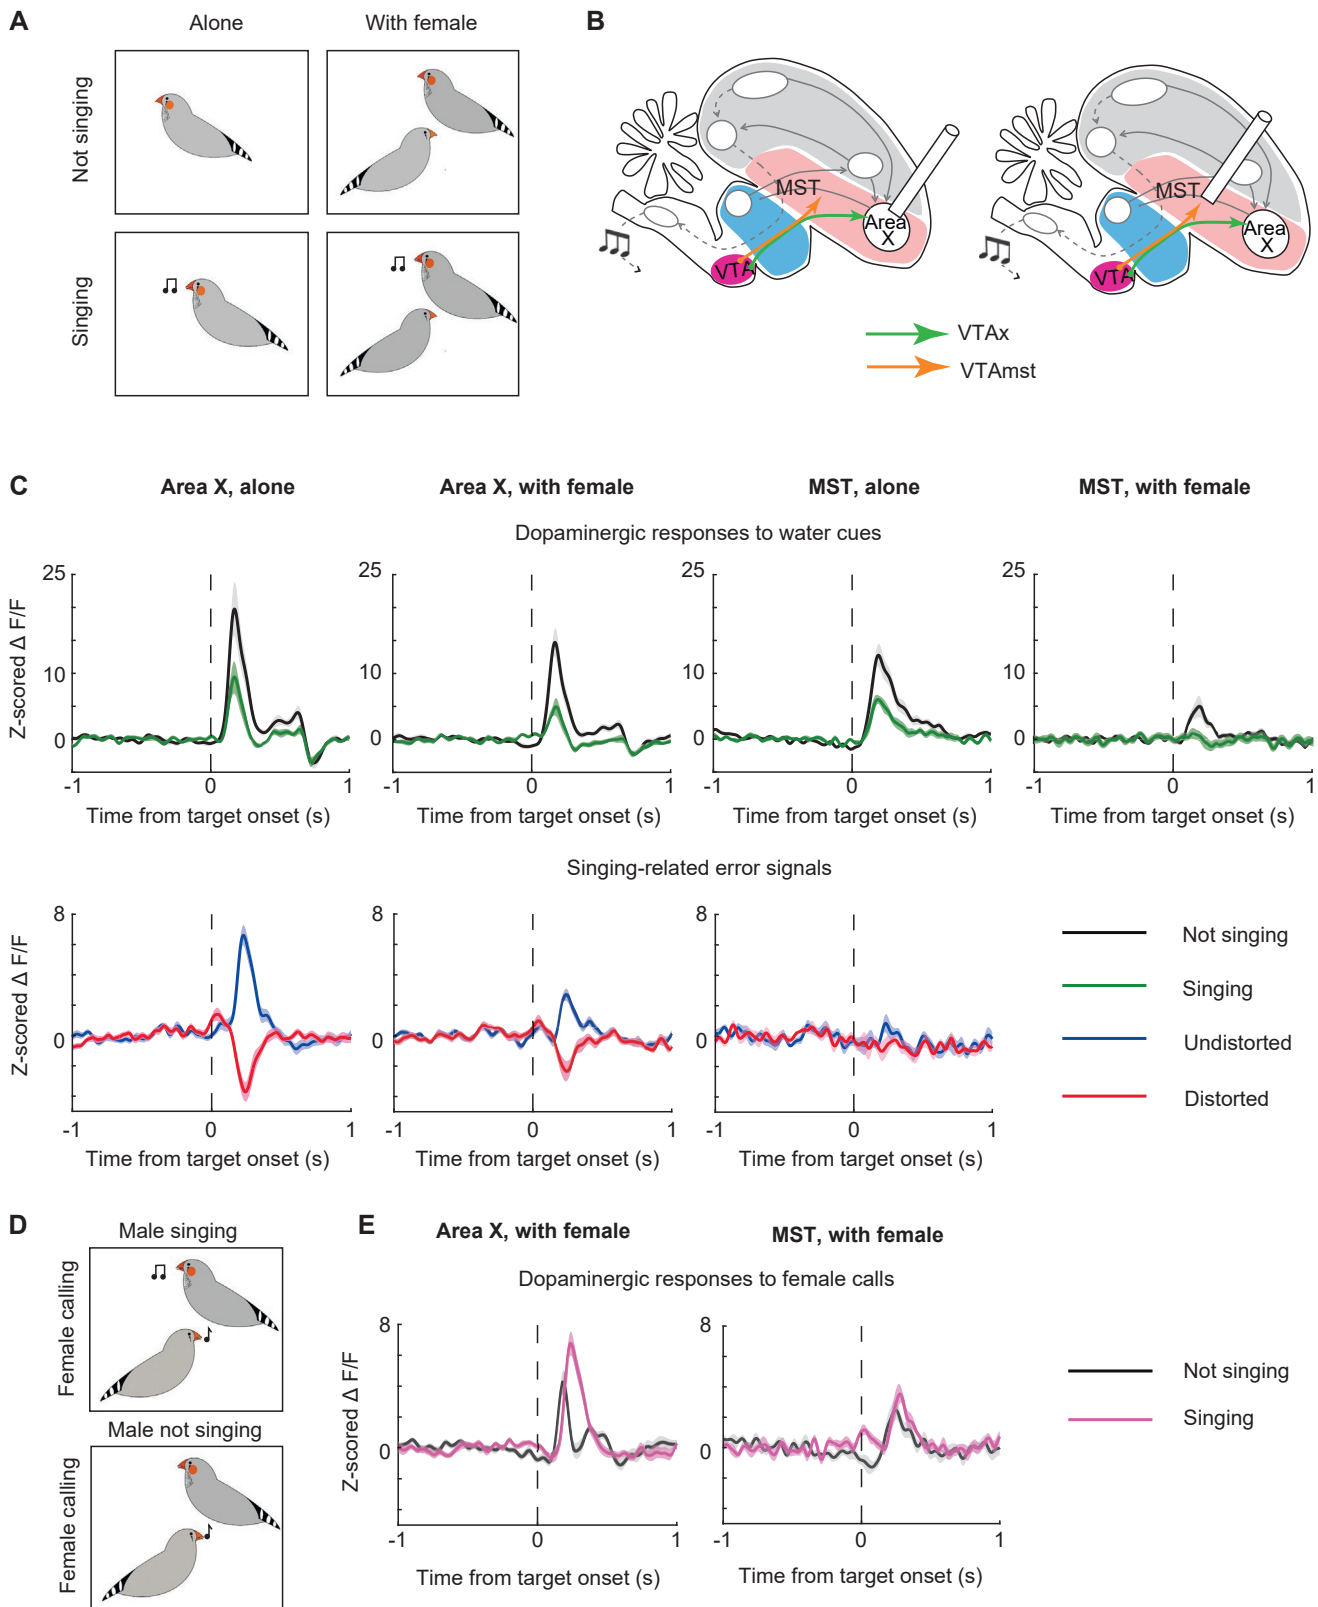 A
Alone
With female
Not singing
Singing
B
MST
Area
X
VTA
MST
Area
X
VTA
VTAx
VTAmst
C
Area X, alone
Area X, with female
MST, alone
MST, with female
Dopaminergic responses to water cues
Z-scored Δ F/F
25
10
0
-1
0
1
Time from target onset (s)
25
10
0
-1
0
1
Time from target onset (s)
25
10
0
-1
0
1
Time from target onset (s)
25
10
0
-1
0
1
Time from target onset (s)
Singing-related error signals
Z-scored Δ F/F
8
0
-1
0
1
Time from target onset (s)
8
0
-1
0
1
Time from target onset (s)
8
0
-1
0
1
Time from target onset (s)
Not singing
Singing
Undistorted
Distorted
D
Male singing
Female calling
Male not singing
Female calling
E
Area X, with female
MST, with female
Dopaminergic responses to female calls
Z-scored Δ F/F
8
0
-1
0
1
Time from target onset (s)
8
0
-1
0
1
Time from target onset (s)
Not singing
Singing